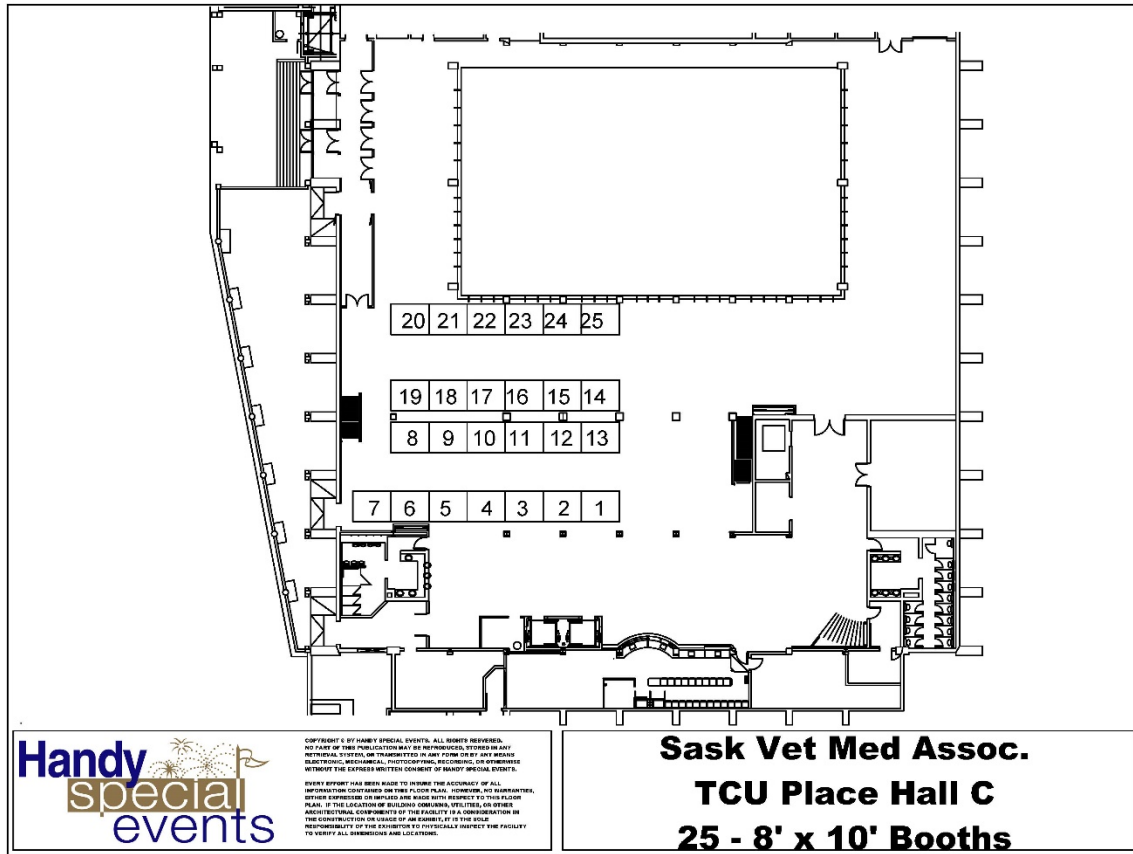 20 21 22 23 24 25
19 18 17 16 15 14
8 9 10 11 12 13
7 6 5 4 3 2 1
Handy
special
events
COPYRIGHT © BY HANDY SPECIAL EVENTS. ALL RIGHTS RESERVED.
NO PART OF THIS PUBLICATION MAY BE REPRODUCED, STORED IN ANY
RETRIEVAL SYSTEM, OR TRANSMITTED IN ANY FORM OR BY ANY MEANS
ELECTRONIC, MECHANICAL, PHOTOCOPYING, RECORDING, OR OTHERWISE
WITHOUT THE EXPRESS WRITTEN CONSENT OF HANDY SPECIAL EVENTS.
EVERY EFFORT HAS BEEN MADE TO INSURE THE ACCURACY OF ALL
INFORMATION CONTAINED ON THIS FLOOR PLAN. HOWEVER, NO WARRANTIES,
EITHER EXPRESSED OR IMPLIED ARE MADE WITH RESPECT TO THIS FLOOR
PLAN. IF THE LOCATION OF BUILDING COLUMNS, UTILITIES, OR OTHER
ARCHITECTURAL COMPONENTS OF THE FACILITY IS A CONSIDERATION IN
THE CONSTRUCTION OR USAGE OF AN EXHIBIT, IT IS THE SOLE
RESPONSIBILITY OF THE EXHIBITOR TO PHYSICALLY INSPECT THE FACILITY
TO VERIFY ALL DIMENSIONS AND LOCATIONS.
Sask Vet Med Assoc.
TCU Place Hall C
25 - 8' x 10' Booths